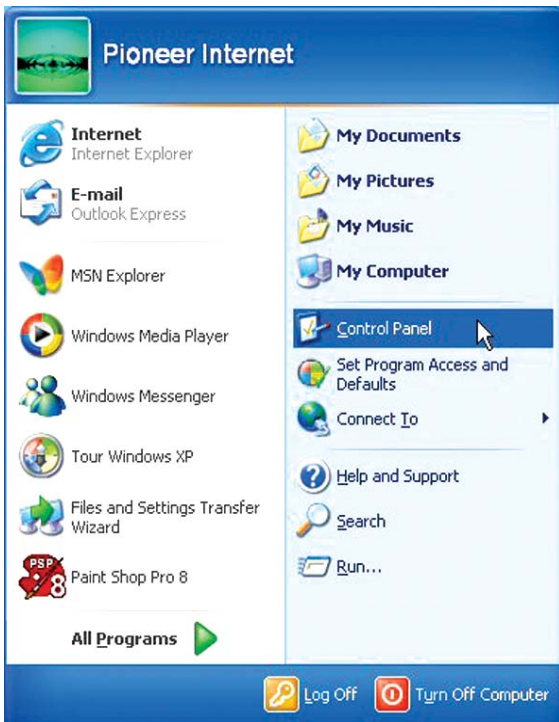 Pioneer Internet
Internet
Internet Explorer
E-mail
Outlook Express
MSN Explorer
Windows Media Player
Windows Messenger
Tour Windows XP
Files and Settings Transfer
Wizard
PSP
8
Paint Shop Pro 8
All Programs
My Documents
My Pictures
My Music
My Computer
Control Panel
Set Program Access and
Defaults
Connect To
Help and Support
Search
Run...
Log Off
Turn Off Computer